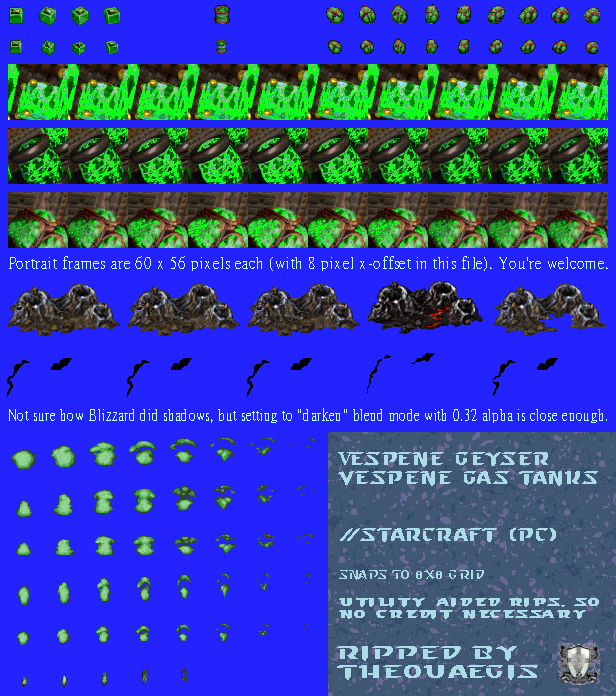 Portrait frames are 60 x 56 pixels each (with 8 pixel x-offset in this file). You're welcome.
Not sure how Blizzard did shadows, but setting to "darken" blend mode with 0.32 alpha is close enough.
VESPENE GEYSER
VESPENE GAS TANKS
//STARCRAFT (PC)
SNAPS TO 8X8 GRID
UTILITY AIDED RIPS, SO
NO CREDIT NECESSARY
RIPPED BY
THEOUAEGIS